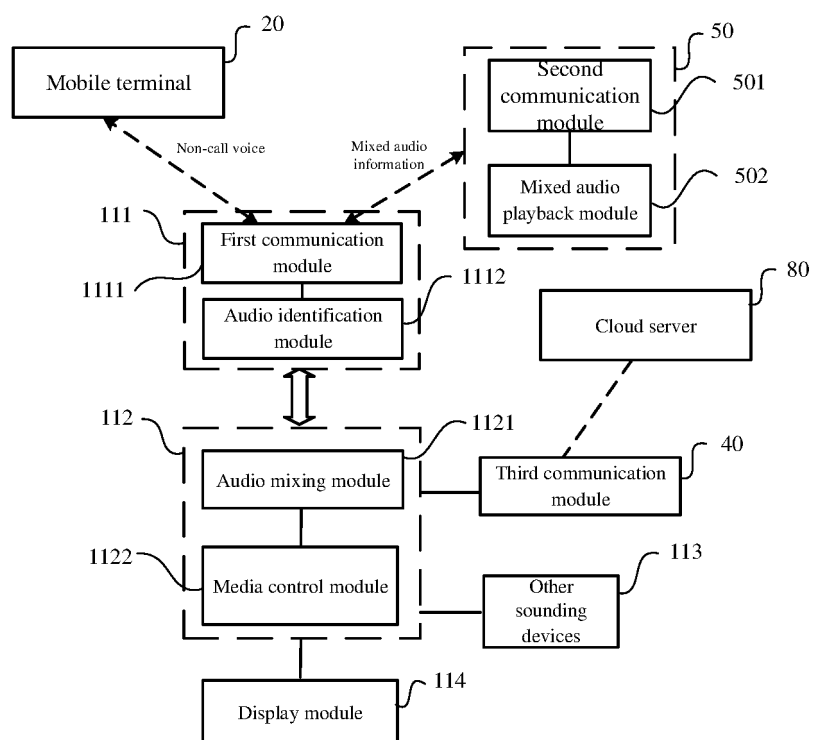 20
Mobile terminal
50
Second
communication
module
501
Non-call voice
Mixed audio
information
Mixed audio
playback module
502
111
First communication
module
1111
1112
Audio identification
module
80
Cloud server
112
1121
Audio mixing module
40
Third communication
module
1122
Media control module
113
Other
sounding
devices
114
Display module